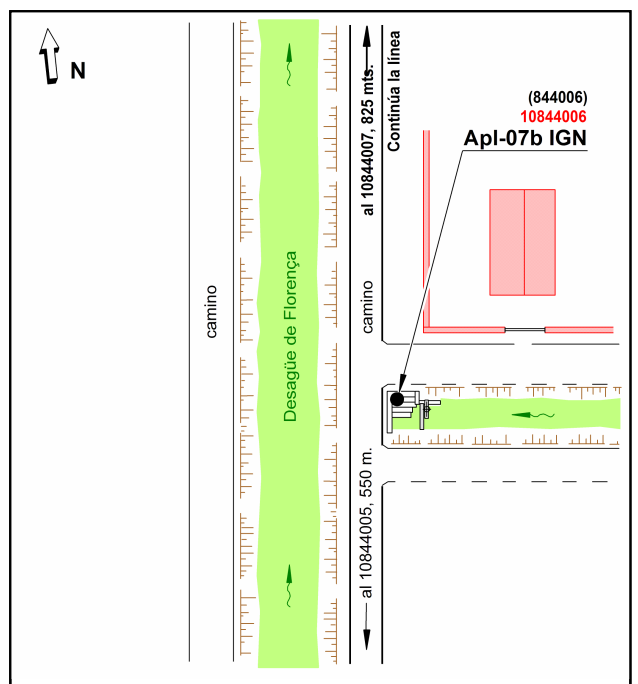 N
(844006)
10844006
Apl-07b IGN
al 10844007, 825 mts.
Continúa la línea
camino
Desagüe de Florença
camino
al 10844005, 550 m.